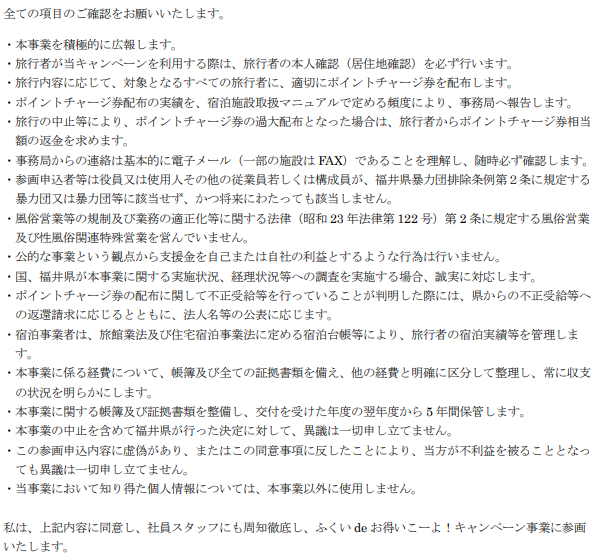 全ての項目のご確認をお願いいたします。
・本事業を積極的に広報します。
・旅行者が当キャンペーンを利用する際は、旅行者の本人確認（居住地確認）を必ず行います。
・旅行内容に応じて、対象となるすべての旅行者に、適切にポイントチャージ券を配布します。
・ポイントチャージ券配布の実績を、宿泊施設取扱マニュアルで定める頻度により、事務局へ報告します。
・旅行の中止等により、ポイントチャージ券の過大配布となった場合は、旅行者からポイントチャージ券相当
額の返金を求めます。
・事務局からの連絡は基本的に電子メール（一部の施設は FAX）であることを理解し、随時必ず確認します。
・参画申込者等は役員又は使用人その他の従業員若しくは構成員が、福井県暴力団排除条例第２条に規定する
暴力団又は暴力団等に該当せず、かつ将来にわたっても該当しません。
・風俗営業等の規制及び業務の適正化等に関する法律（昭和 23 年法律第 122 号）第 2 条に規定する風俗営業
及び性風俗関連特殊営業を営んでいません。
・公的な事業という観点から支援金を自己または自社の利益とするような行為は行いません。
・国、福井県が本事業に関する実施状況、経理状況等への調査を実施する場合、誠実に対応します。
・ポイントチャージ券の配布に関して不正受給等を行っていることが判明した際には、県からの不正受給等へ
の返還請求に応じるとともに、法人名等の公表に応じます。
・宿泊事業者は、旅館業法及び住宅宿泊事業法に定める宿泊台帳等により、旅行者の宿泊実績等を管理しま
す。
・本事業に係る経費について、帳簿及び全ての証拠書類を備え、他の経費と明確に区分して整理し、常に収支
の状況を明らかにします。
・本事業に関する帳簿及び証拠書類を整備し、交付を受けた年度の翌年度から 5 年間保管します。
・本事業の中止を含めて福井県が行った決定に対して、異議は一切申し立てません。
・この参画申込内容に虚偽があり、またはこの同意事項に反したことにより、当方が不利益を被ることとなっ
ても異議は一切申し立てません。
・当事業において知り得た個人情報については、本事業以外に使用しません。
私は、上記内容に同意し、社員スタッフにも周知徹底し、ふくい de お得いこーよ！キャンペーン事業に参画
いたします。